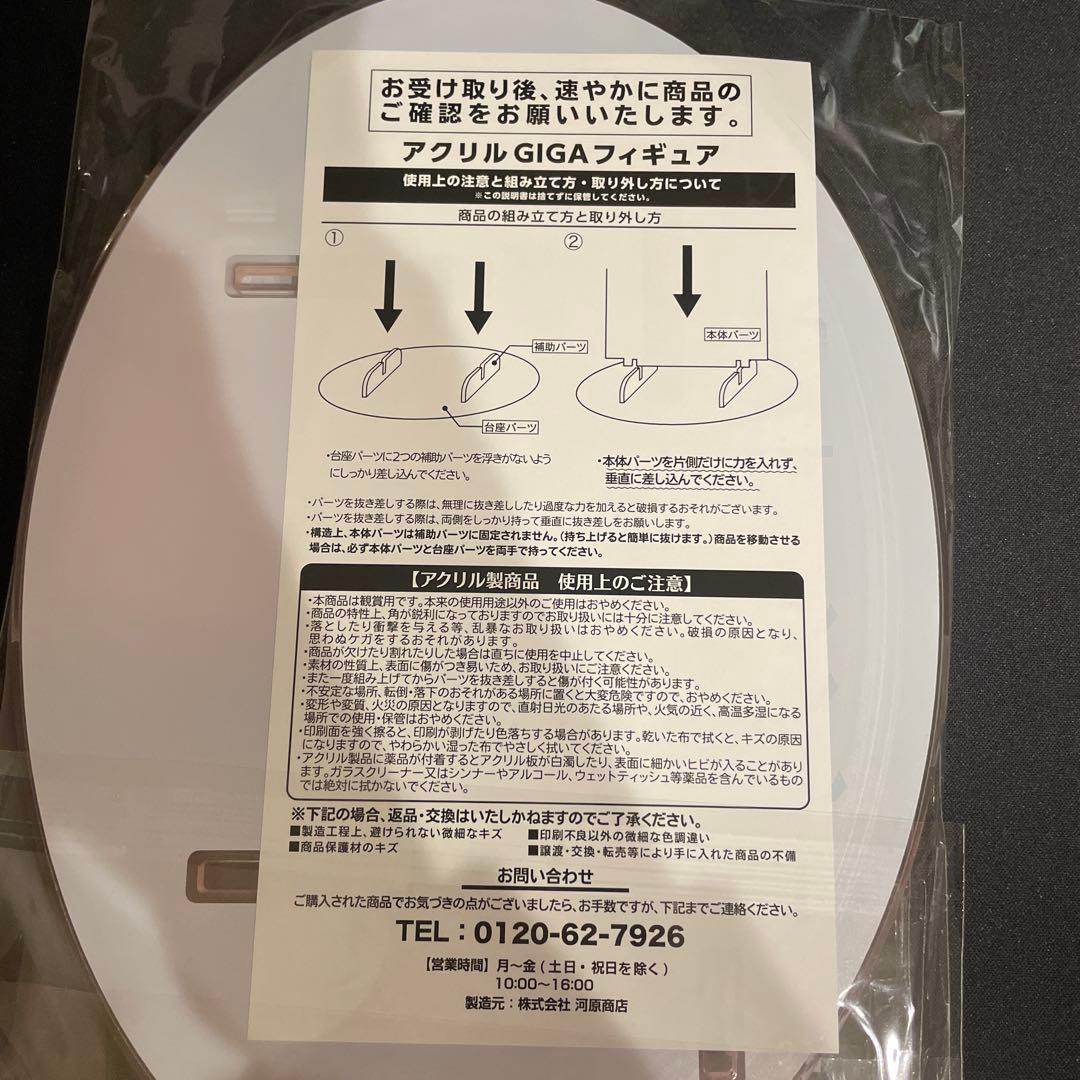 お受け取り後、速やかに商品の
ご確認をお願いいたします。
アクリルGIGAフィギュア
使用上の注意と組み立て方・取り外し方について
※この説明書は捨てずに保管してください。
商品の組み立て方と取り外し方
①
②
補助パーツ
台座パーツ
本体パーツ
・台座パーツに2つの補助パーツを浮きがないよう
にしっかり差し込んでください。
・本体パーツを片側だけに力を入れず、
垂直に差し込んでください。
・パーツを抜き差しする際は、無理に抜き差ししたり過度な力を加えると破損するおそれがございます。
・パーツを抜き差しする際は、両側をしっかり持って垂直に抜き差しをお願いします。
・構造上、本体パーツは補助パーツに固定されません。(持ち上げると簡単に抜けます。)商品を移動させる
場合は、必ず本体パーツと台座パーツを両手で持ってください。
【アクリル製商品 使用上のご注意】
・本商品は観賞用です。本来の使用用途以外のご使用はおやめください。
・商品の特性上、角が鋭利になっておりますのでお取り扱いには十分に注意してください。
・落としたり衝撃を与える等、乱暴なお取り扱いはおやめください。破損の原因となり、
思わぬケガをするおそれがあります。
・商品が欠けたり割れたりした場合は直ちに使用を中止してください。
・素材の性質上、表面に傷がつき易いため、お取り扱いにご注意ください。
・また一度組み上げてからパーツを抜き差しすると傷が付く可能性があります。
・不安定な場所、転倒・落下のおそれがある場所に置くと大変危険ですので、おやめください。
・変形や変質、火災の原因となりますので、直射日光のあたる場所や、火気の近く、高温多湿になる
場所での使用・保管はおやめください。
・印刷面を強く擦ると、印刷が剥げたり色落ちする場合があります。乾いた布で拭くと、キズの原因
になりますので、やわらかい湿った布でやさしく拭いてください。
・アクリル製品に薬品が付着するとアクリル板が白濁したり、表面に細かいヒビが入ることがあり
ます。ガラスクリーナー又はシンナーやアルコール、ウェットティッシュ等薬品を含んでいるもの
では絶対に拭かないでください。
※下記の場合、返品・交換はいたしかねますのでご了承ください。
■製造工程上、避けられない微細なキズ ■印刷不良以外の微細な色調違い
■商品保護材のキズ ■譲渡・交換・転売等により手に入れた商品の不備
お問い合わせ
ご購入された商品でお気づきの点がございましたら、お手数ですが、下記までご連絡ください。
TEL：0120-62-7926
【営業時間】月〜金(土日・祝日を除く)
10:00〜16:00
製造元：株式会社 河原商店